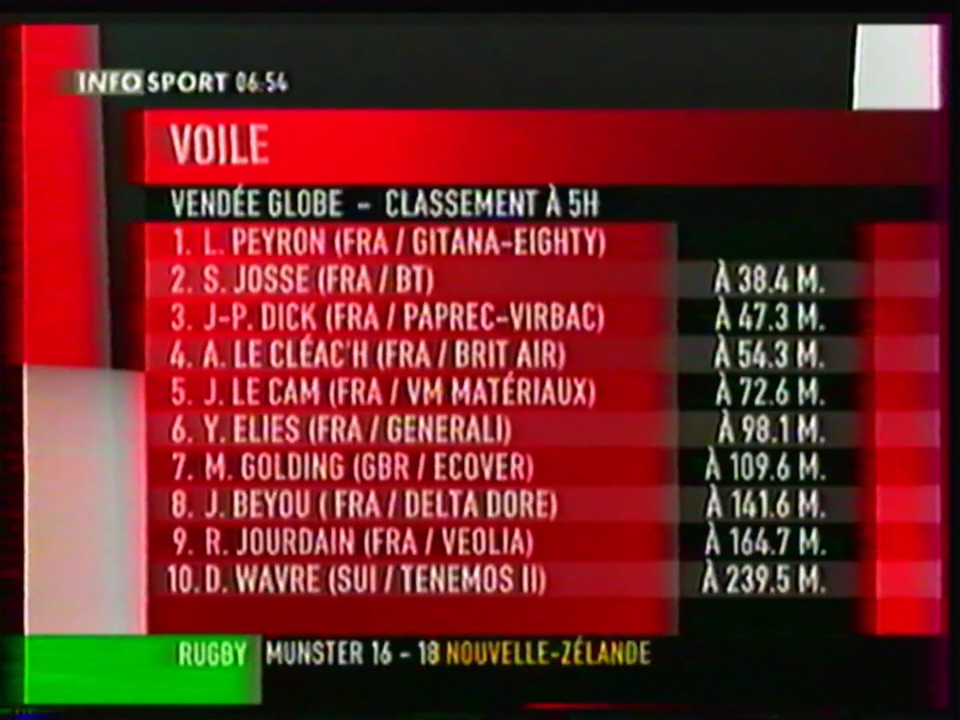 INFOSPORT 06:54
VOILE
VENDÉE GLOBE - CLASSEMENT À 5H
1. L. PEYRON (FRA / GITANA-EIGHTY)
2. S. JOSSE (FRA / BT) À 38.4 M.
3. J-P. DICK (FRA / PAPREC-VIRBAC) À 47.3 M.
4. A. LE CLÉAC'H (FRA / BRIT AIR) À 54.3 M.
5. J. LE CAM (FRA / VM MATÉRIAUX) À 72.6 M.
6. Y. ELIES (FRA / GENERALI) À 98.1 M.
7. M. GOLDING (GBR / ECOVER) À 109.6 M.
8. J. BEYOU ( FRA / DELTA DORE) À 141.6 M.
9. R. JOURDAIN (FRA / VEOLIA) À 164.7 M.
10. D. WAVRE (SUI / TENEMOS II) À 239.5 M.
RUGBY MUNSTER 16 - 18 NOUVELLE-ZÉLANDE